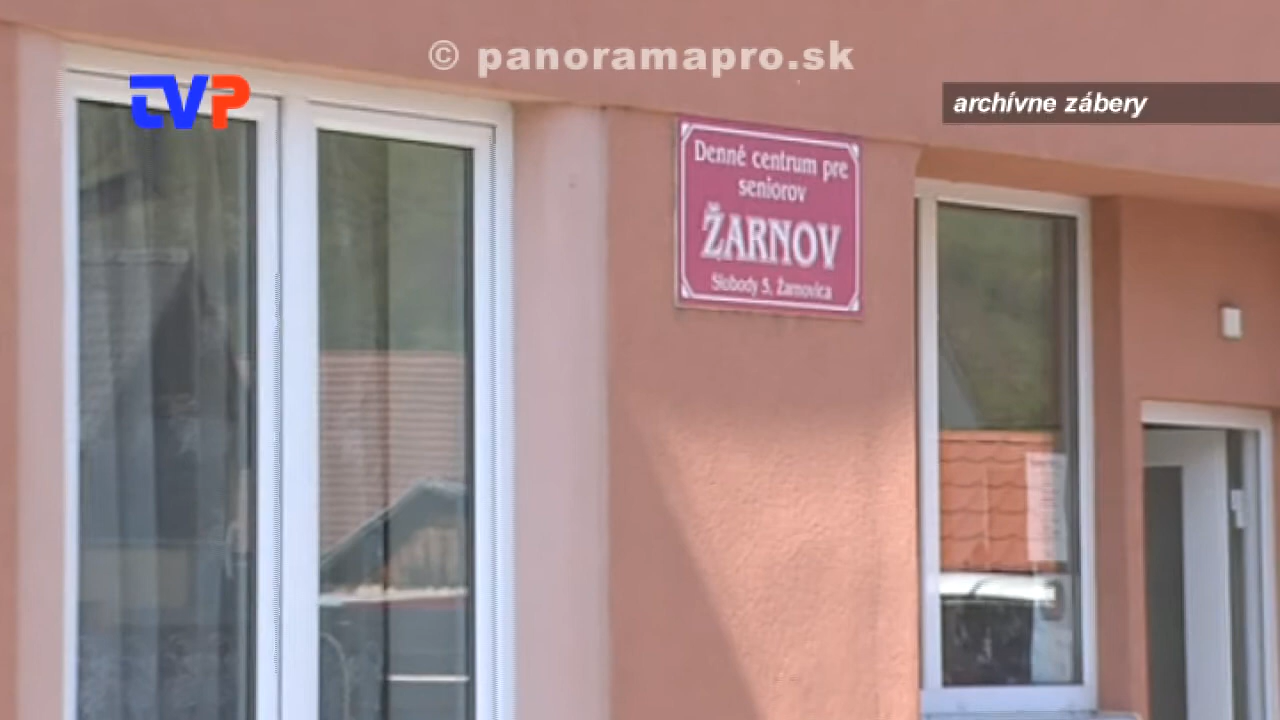 © panoramapro.sk
TVP
archívne zábery
Denné centrum pre
seniorov
ŽARNOV
Slobody 5, Žarnovica